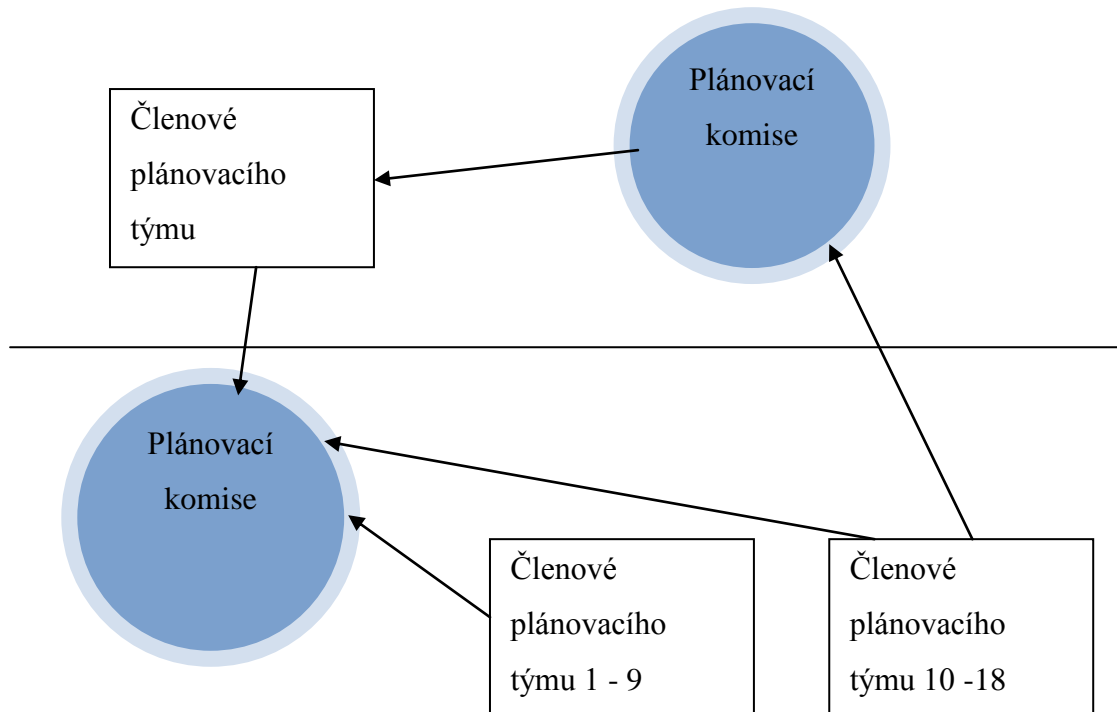 Plánovací
komise
Členové
plánovacího
týmu
Plánovací
komise
Členové
plánovacího
týmu 1 - 9
Členové
plánovacího
týmu 10 -18